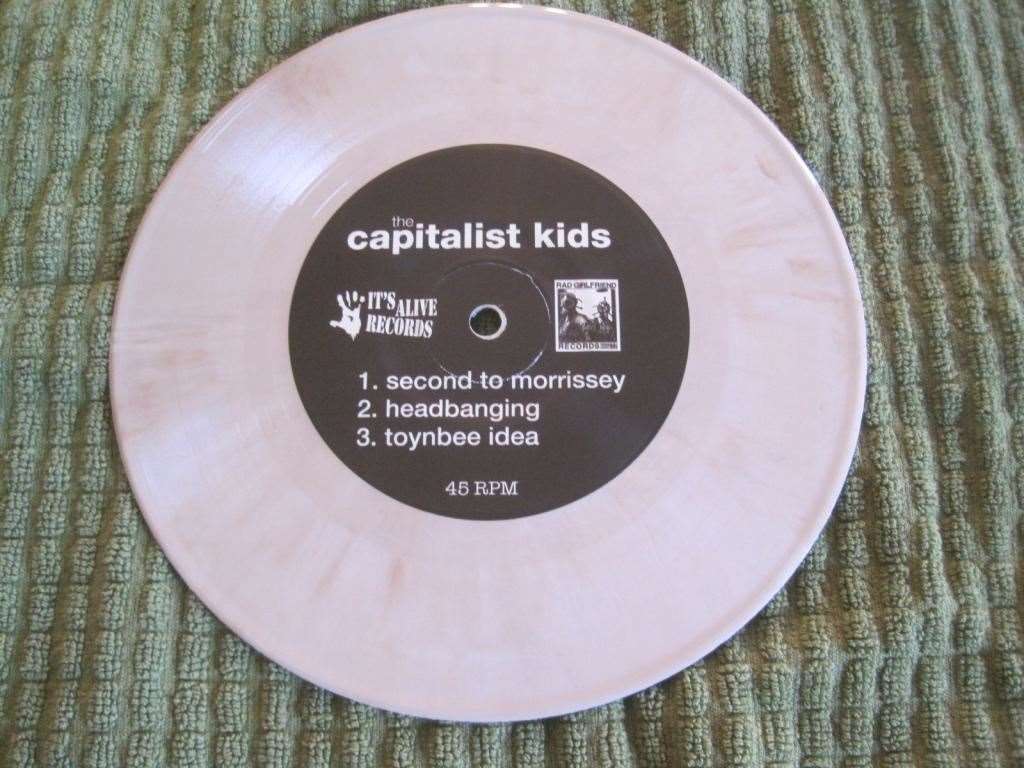 the
capitalist kids
IT'S ALIVE
RECORDS
RAD GIRLFRIEND
RECORDS
1. second to morrissey
2. headbanging
3. toynbee idea
45 RPM